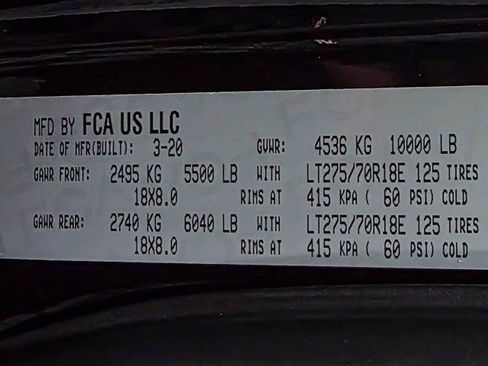 MFD BY FCA US LLC
DATE OF MFR(BUILT): 3-20 GVWR: 4536 KG 10000 LB
GAWR FRONT: 2495 KG 5500 LB WITH LT275/70R18E 125 TIRES
18X8.0 RIMS AT 415 KPA ( 60 PSI) COLD
GAWR REAR: 2740 KG 6040 LB WITH LT275/70R18E 125 TIRES
18X8.0 RIMS AT 415 KPA ( 60 PSI) COLD